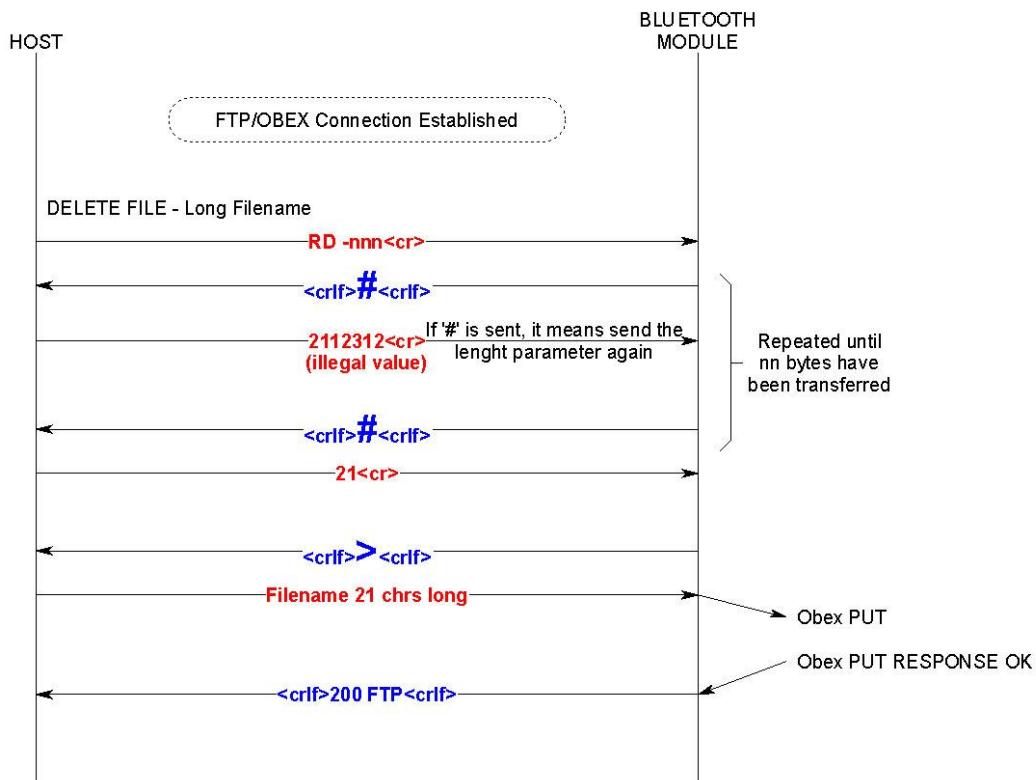 HOST
BLUETOOTH
MODULE
FTP/OBEX Connection Established
DELETE FILE - Long Filename
RD -nnn<cr>
<crlf>#<crlf>
2112312<cr>
(illegal value)
If '#' is sent, it means send the
lenght parameter again
Repeated until
nn bytes have
been transferred
<crlf>#<crlf>
21<cr>
<crlf>><crlf>
Filename 21 chrs long
Obex PUT
Obex PUT RESPONSE OK
<crlf>200 FTP<crlf>